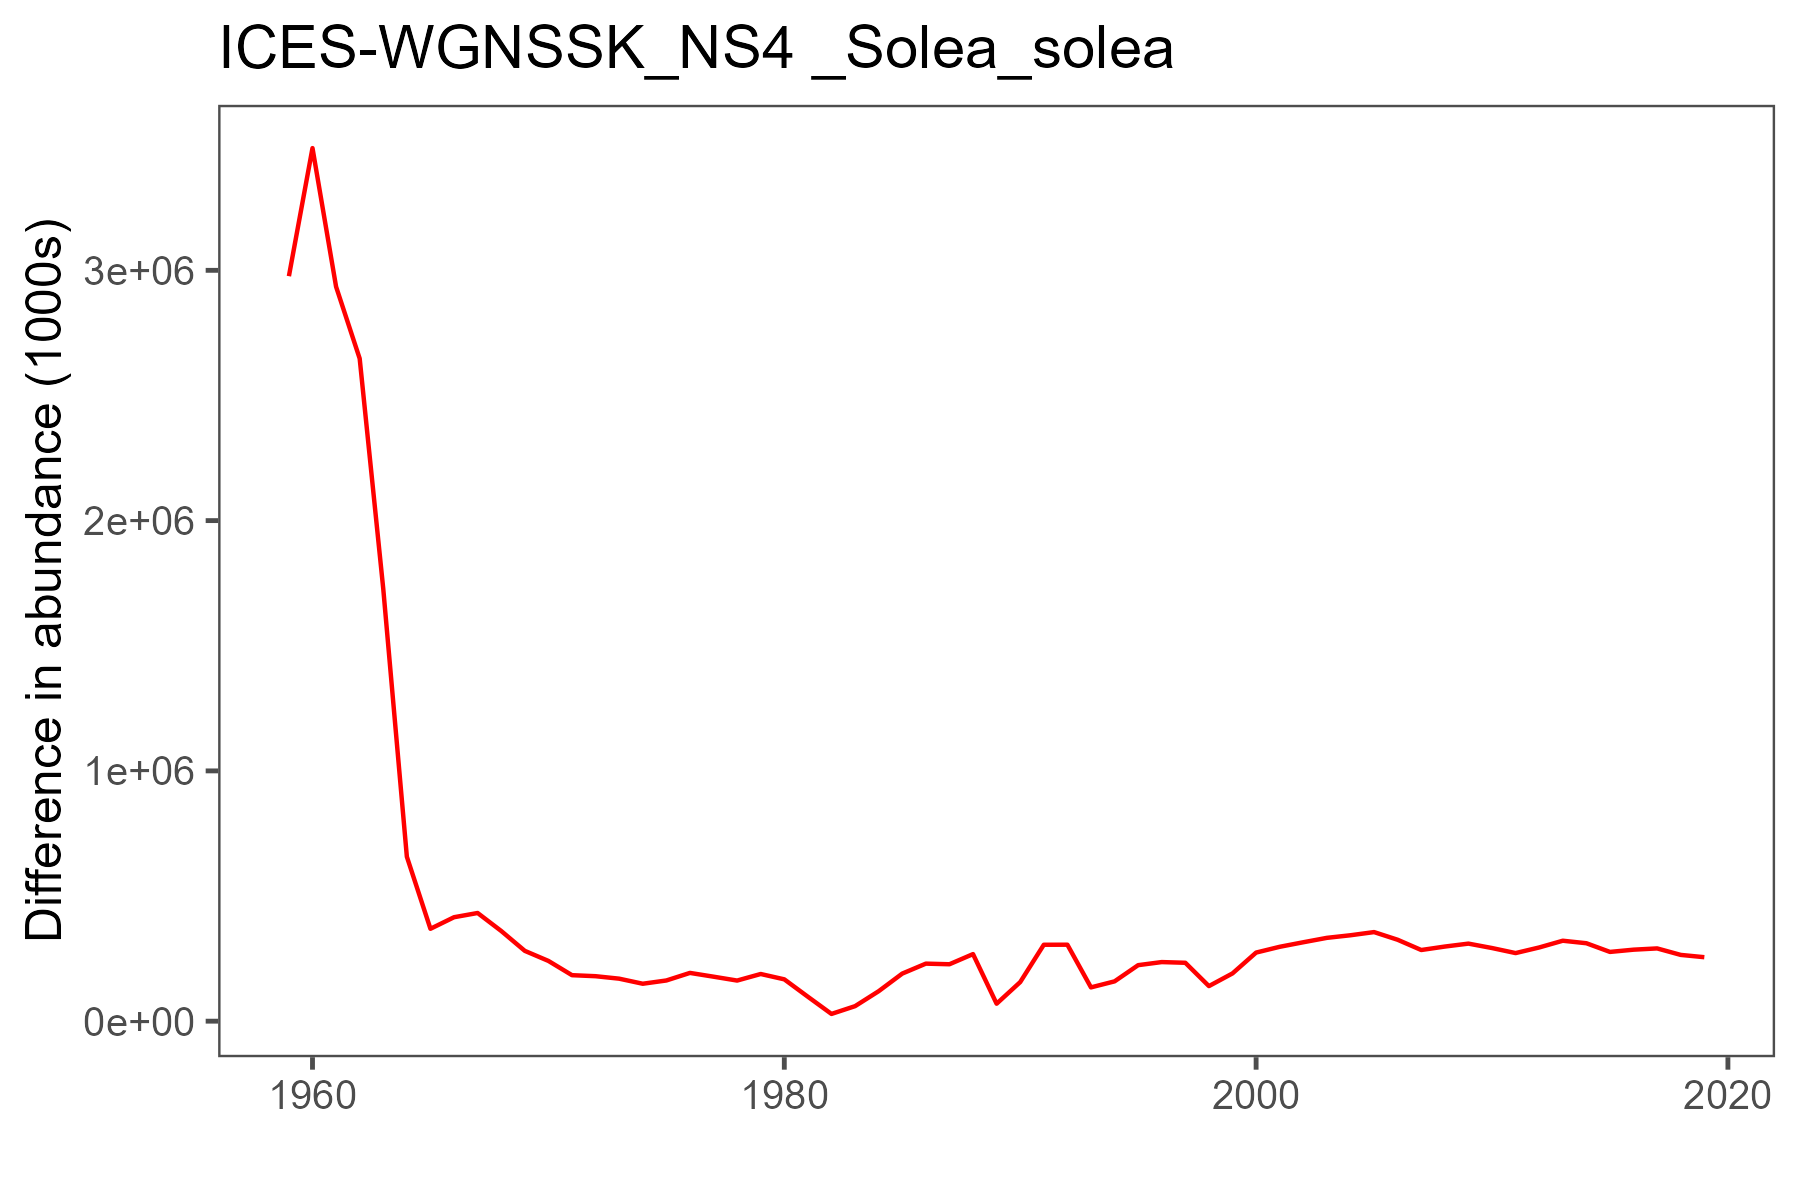 ICES-WGNSSK_NS4 _Solea_solea
Difference in abundance (1000s)
3e+06
2e+06
1e+06
0e+00
1960 1980 2000 2020